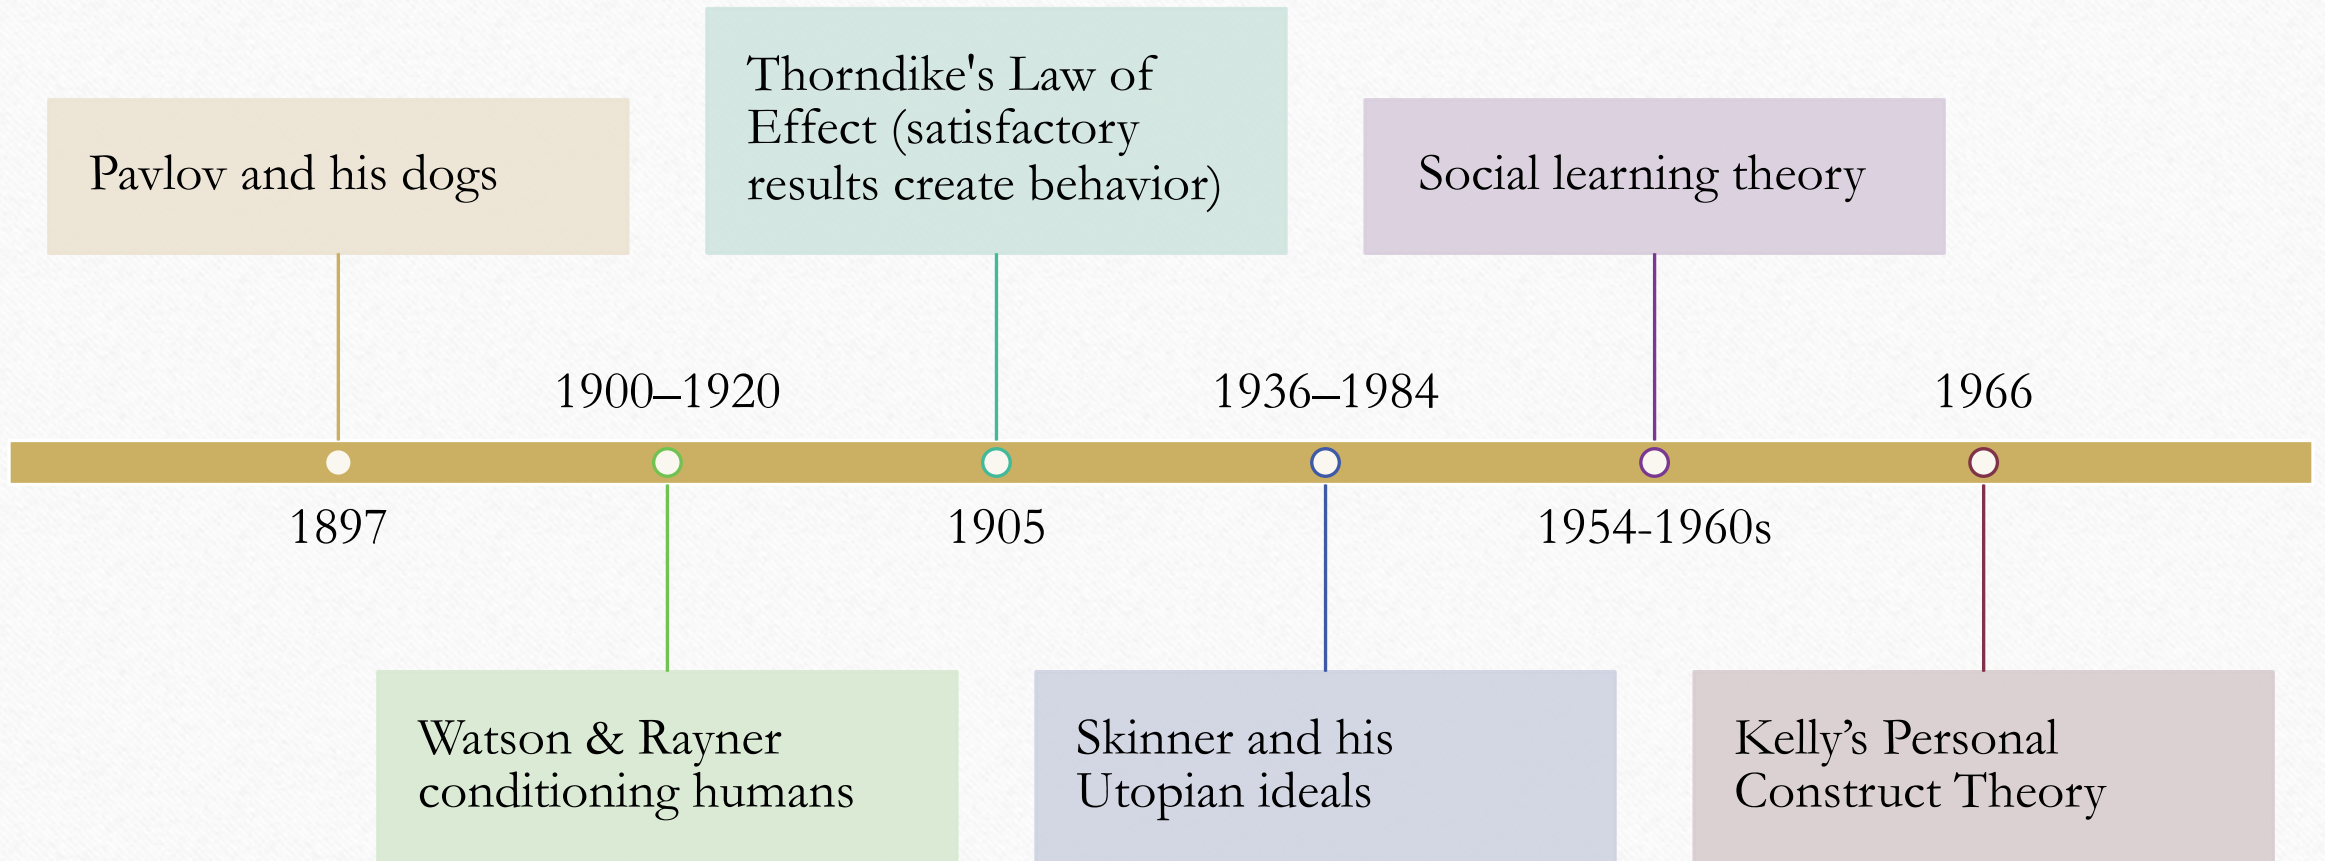 Pavlov and his dogs
1897
1900–1920
Watson & Rayner
conditioning humans
Thorndike's Law of
Effect (satisfactory
results create behavior)
1905
1936–1984
Skinner and his
Utopian ideals
Social learning theory
1954-1960s
1966
Kelly’s Personal
Construct Theory